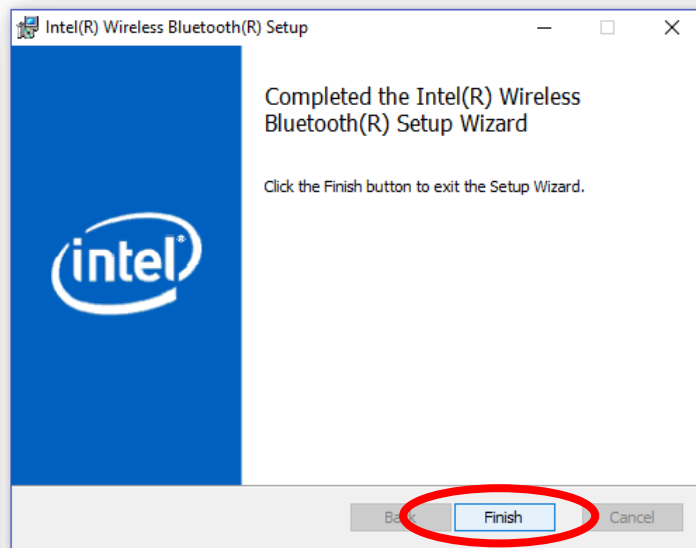 Intel(R) Wireless Bluetooth(R) Setup
Completed the Intel(R) Wireless
Bluetooth(R) Setup Wizard
Click the Finish button to exit the Setup Wizard.
intel®
Back Finish Cancel